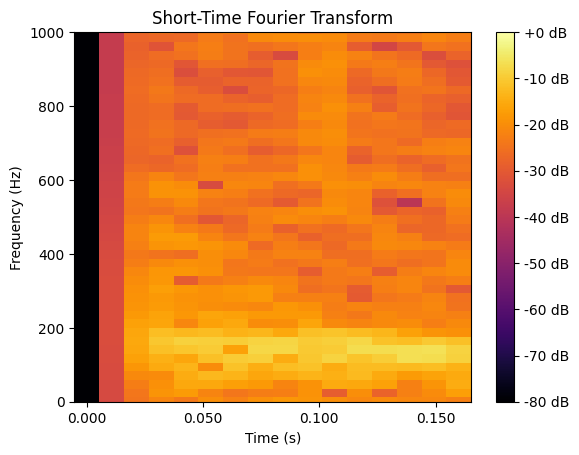 Short-Time Fourier Transform
1000
800
600
400
200
0
Frequency (Hz)
0.000
0.050
0.100
0.150
Time (s)
+0 dB
-10 dB
-20 dB
-30 dB
-40 dB
-50 dB
-60 dB
-70 dB
-80 dB